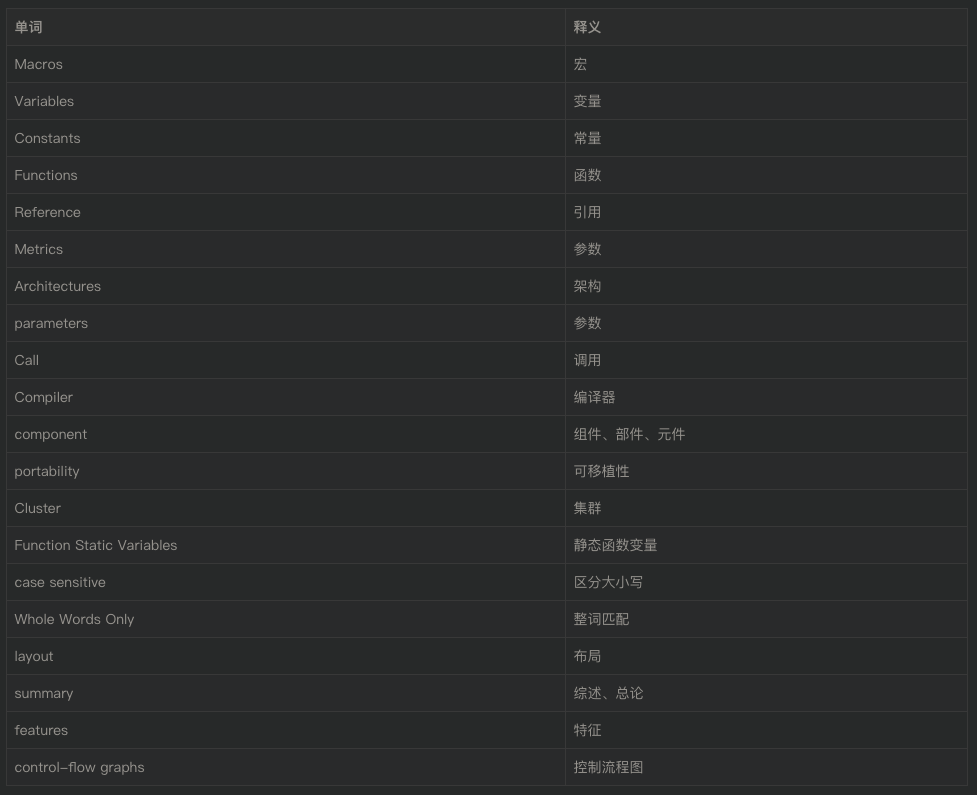 单词 释义
Macros 宏
Variables 变量
Constants 常量
Functions 函数
Reference 引用
Metrics 参数
Architectures 架构
parameters 参数
Call 调用
Compiler 编译器
component 组件、部件、元件
portability 可移植性
Cluster 集群
Function Static Variables 静态函数变量
case sensitive 区分大小写
Whole Words Only 整词匹配
layout 布局
summary 综述、总论
features 特征
control-flow graphs 控制流程图